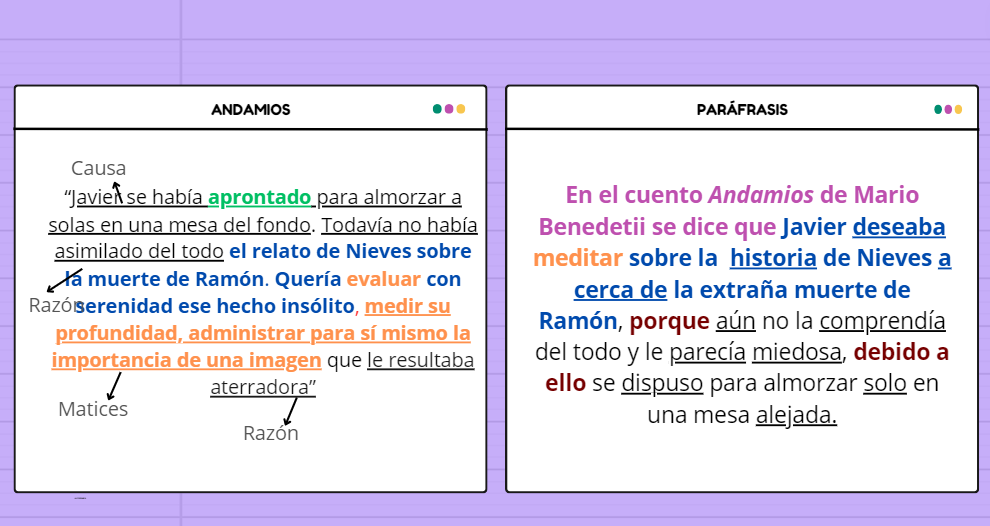 ANDAMIOS
Causa
“Javier se había aprontado para almorzar a
solas en una mesa del fondo. Todavía no había
asimilado del todo el relato de Nieves sobre
la muerte de Ramón. Quería evaluar con
Razón
serenidad ese hecho insólito, medir su
profundidad, administrar para sí mismo la
importancia de una imagen que le resultaba
aterradora”
Matices
Razón
PARÁFRASIS
En el cuento Andamios de Mario
Benedetii se dice que Javier deseaba
meditar sobre la historia de Nieves a
cerca de la extraña muerte de
Ramón, porque aún no la comprendía
del todo y le parecía miedosa, debido a
ello se dispuso para almorzar solo en
una mesa alejada.